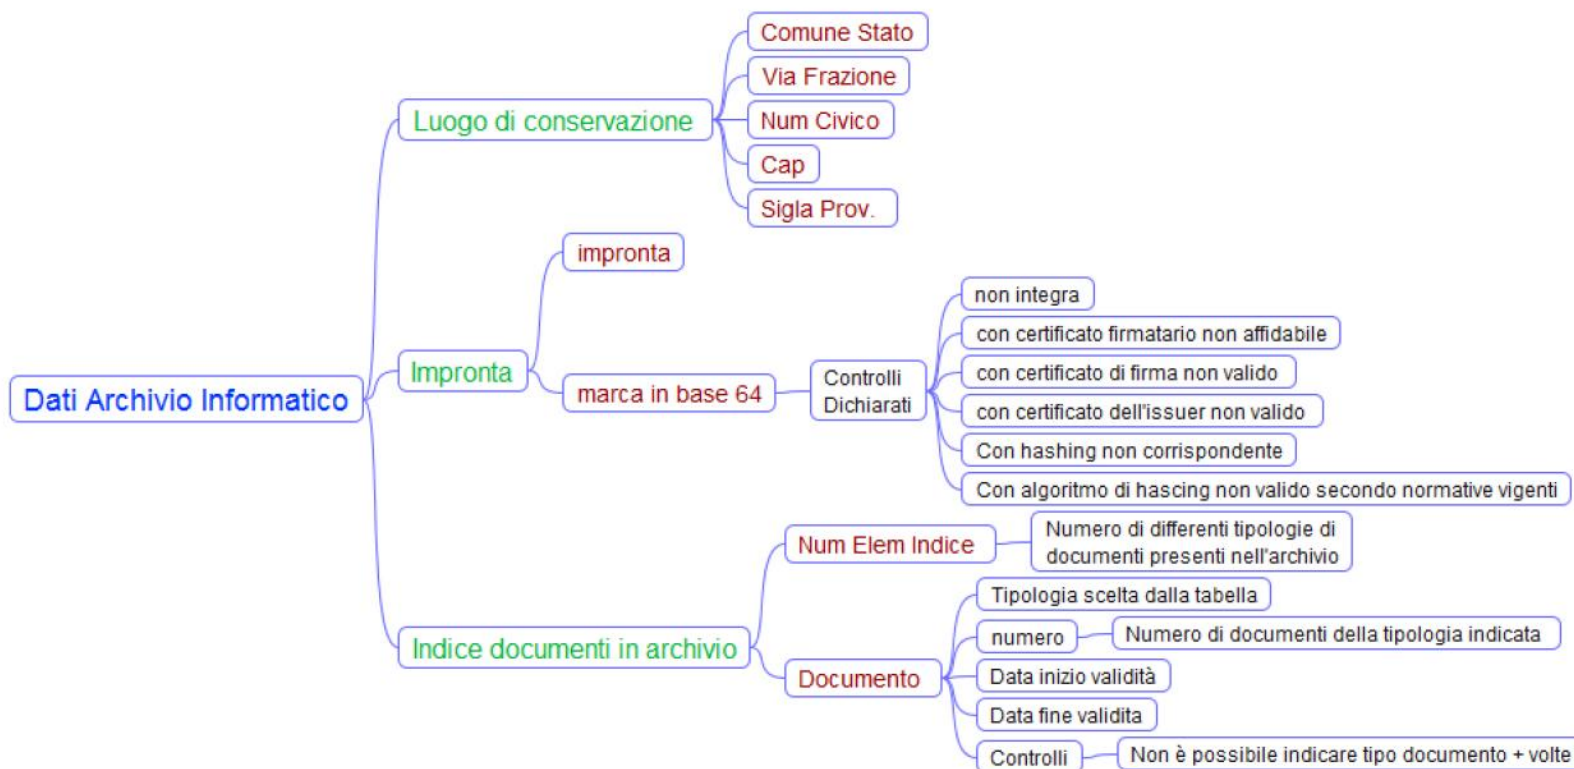 Dati Archivio Informatico
Luogo di conservazione
Comune Stato
Via Frazione
Num Civico
Cap
Sigla Prov.
Impronta
impronta
marca in base 64
Controlli
Dichiarati
non integra
con certificato firmatario non affidabile
con certificato di firma non valido
con certificato dell'issuer non valido
Con hashing non corrispondente
Con algoritmo di hascing non valido secondo normative vigenti
Indice documenti in archivio
Num Elem Indice
Numero di differenti tipologie di
documenti presenti nell'archivio
Documento
Tipologia scelta dalla tabella
numero
Numero di documenti della tipologia indicata
Data inizio validità
Data fine validita
Controlli
Non è possibile indicare tipo documento + volte